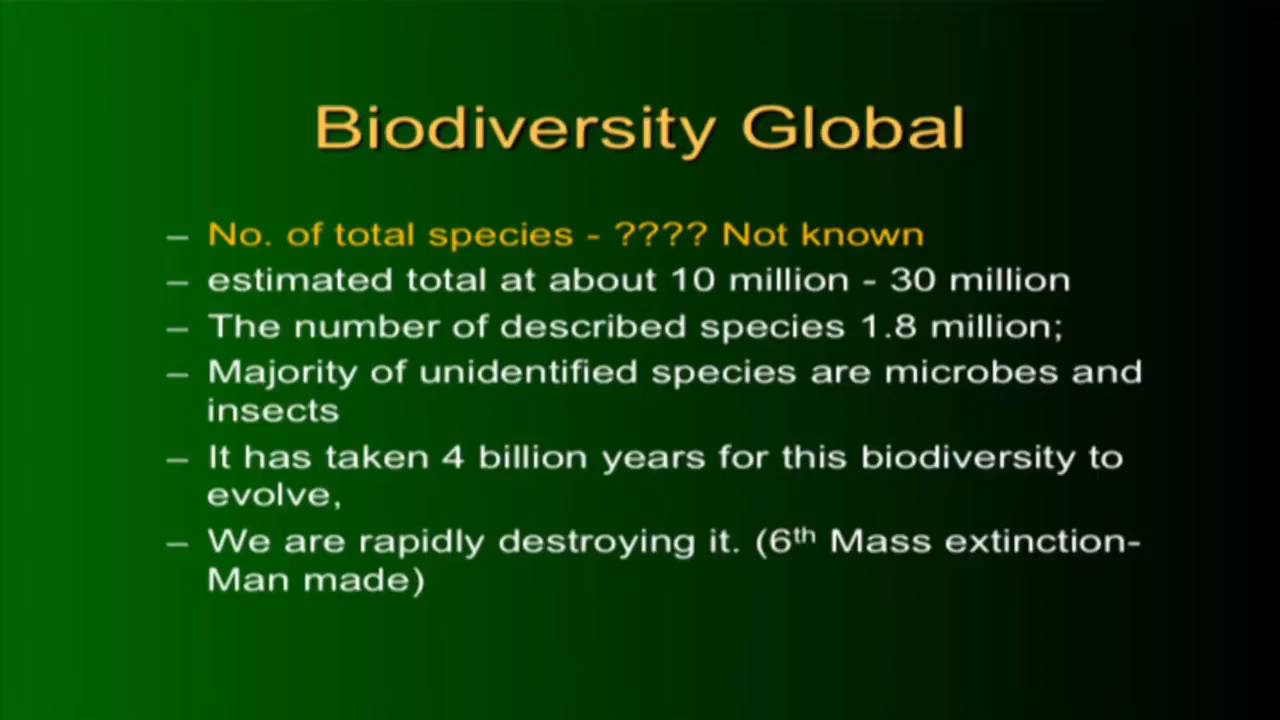 Biodiversity Global
– No. of total species - ???? Not known
– estimated total at about 10 million - 30 million
– The number of described species 1.8 million;
– Majority of unidentified species are microbes and
insects
– It has taken 4 billion years for this biodiversity to
evolve,
– We are rapidly destroying it. (6th Mass extinction-
Man made)